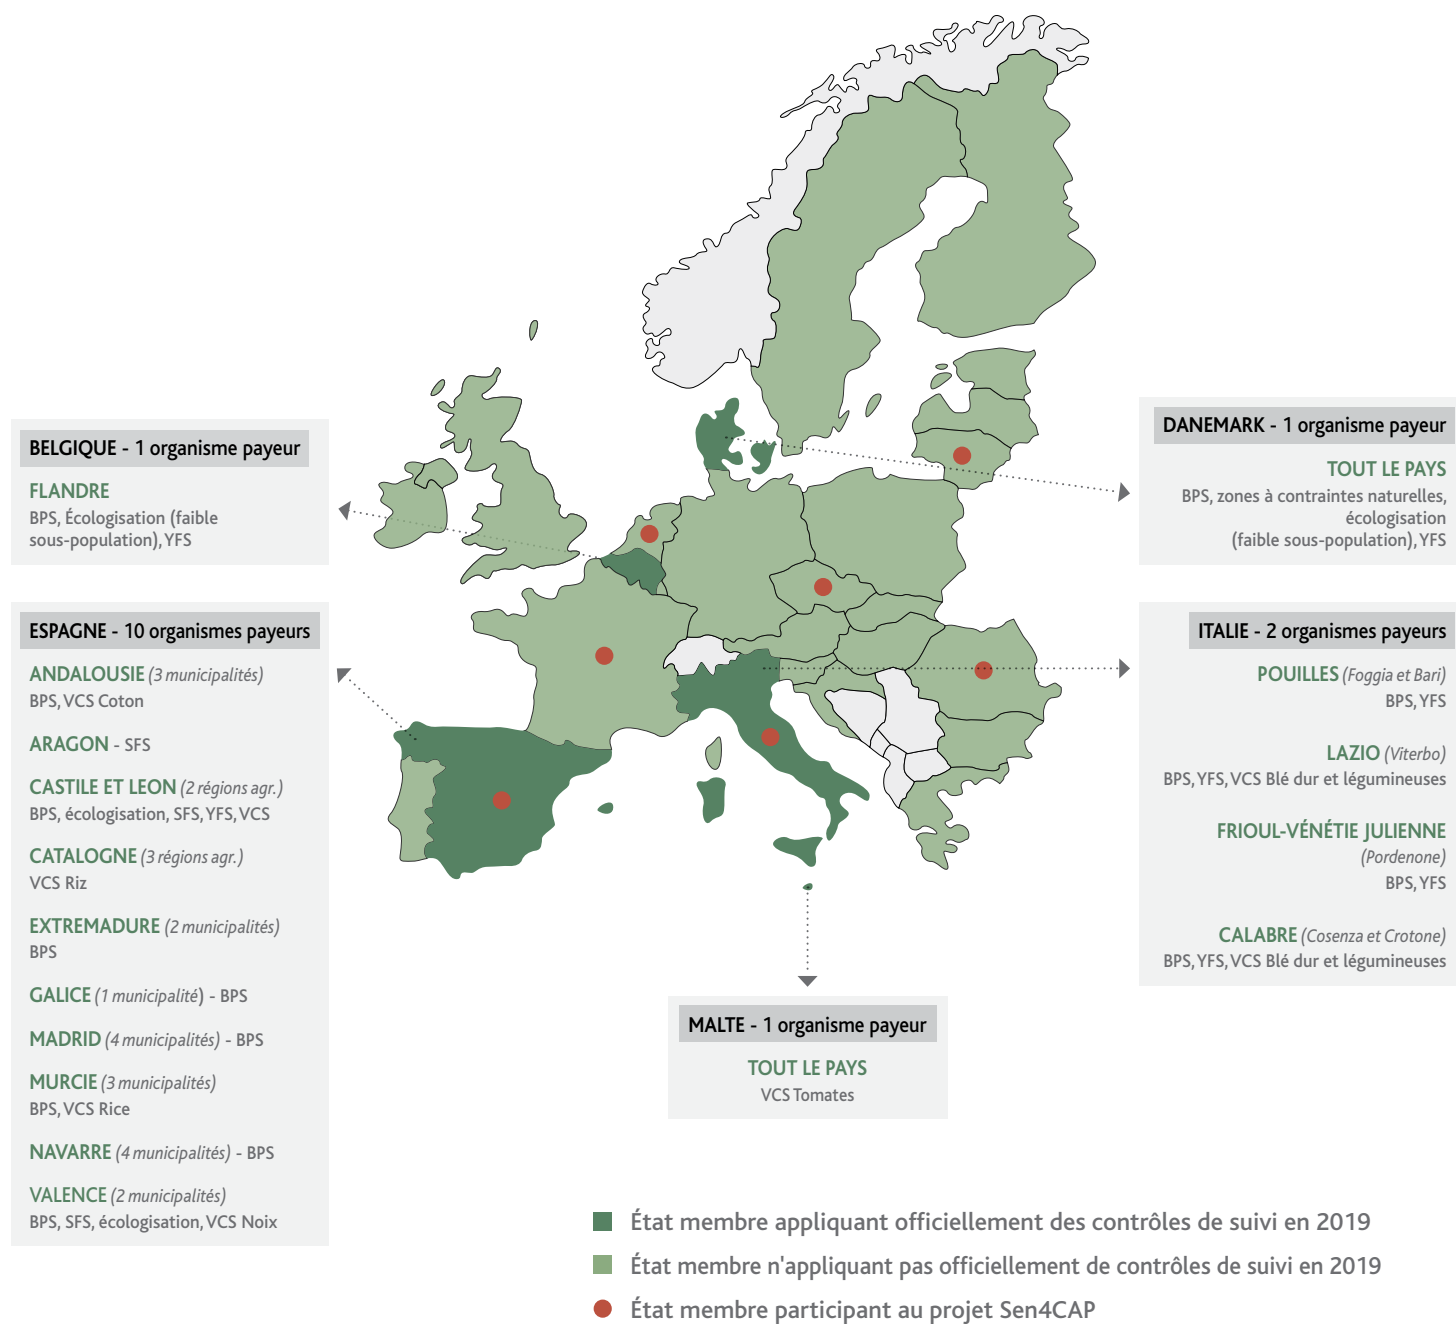 BELGIQUE - 1 organisme payeur
FLANDRE
BPS, Écologisation (faible
sous-population), YFS
ESPAGNE - 10 organismes payeurs
ANDALOUSIE (3 municipalités)
BPS, VCS Coton
ARAGON - SFS
CASTILE ET LEON (2 régions agr.)
BPS, écologisation, SFS, YFS, VCS
CATALOGNE (3 régions agr.)
VCS Riz
EXTREMADURE (2 municipalités)
BPS
GALICE (1 municipalité) - BPS
MADRID (4 municipalités) - BPS
MURCIE (3 municipalités)
BPS, VCS Rice
NAVARRE (4 municipalités) - BPS
VALENCE (2 municipalités)
BPS, SFS, écologisation, VCS Noix
DANEMARK - 1 organisme payeur
TOUT LE PAYS
BPS, zones à contraintes naturelles,
écologisation
(faible sous-population), YFS
ITALIE - 2 organismes payeurs
POUILLES (Foggia et Bari)
BPS, YFS
LAZIO (Viterbo)
BPS, YFS, VCS Blé dur et légumineuses
FRIOUL-VÉNÉTIE JULIENNE
(Pordenone)
BPS, YFS
CALABRE (Cosenza et Crotone)
BPS, YFS, VCS Blé dur et légumineuses
MALTE - 1 organisme payeur
TOUT LE PAYS
VCS Tomates
État membre appliquant officiellement des contrôles de suivi en 2019
État membre n'appliquant pas officiellement de contrôles de suivi en 2019
État membre participant au projet Sen4CAP